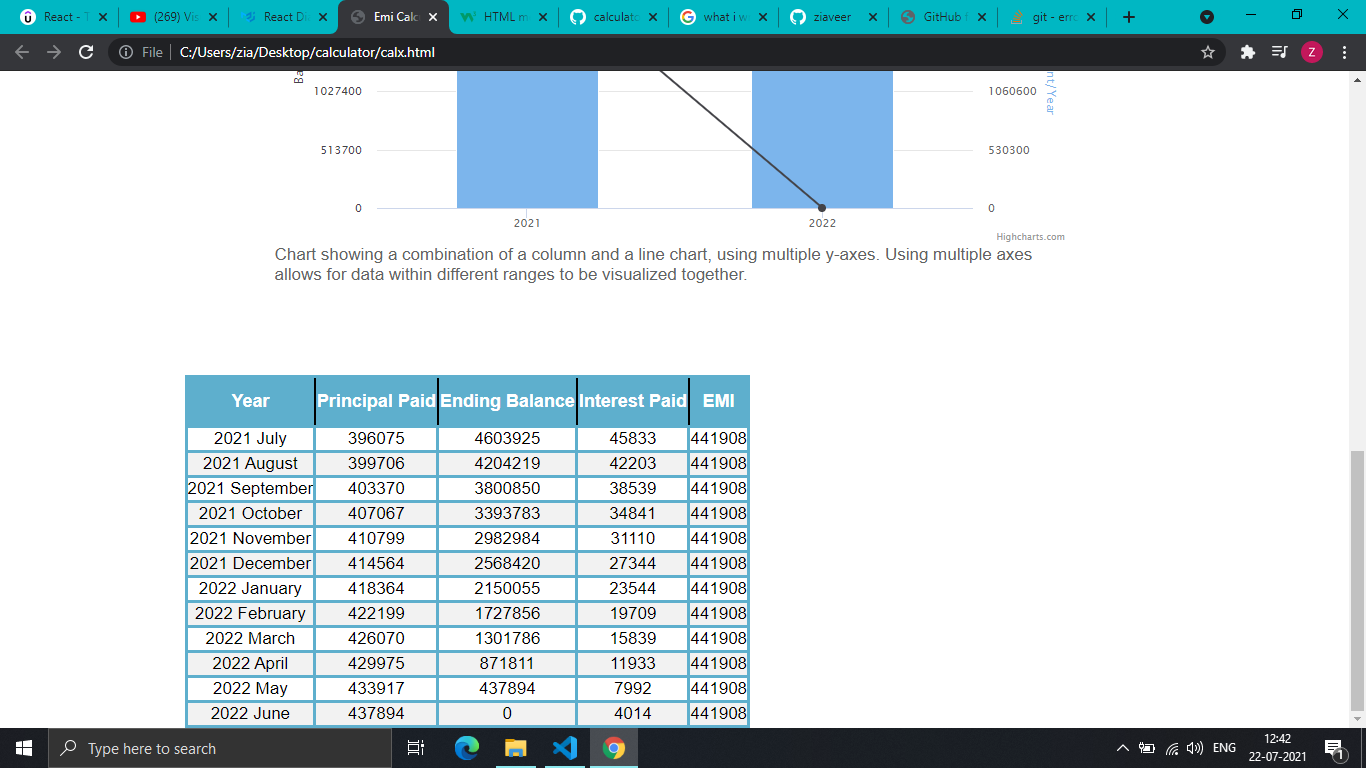 React - T
(269) Vis
React Du
Emi Calc
HTML m
calculato
what i wa
ziaveer
GitHub f
git - erro
File C:/Users/zia/Desktop/calculator/calx.html Z
Ba
nt/Year
1027400 1060600
513700 530300
0 0
2021 2022
Highcharts.com
Chart showing a combination of a column and a line chart, using multiple y-axes. Using multiple axes
allows for data within different ranges to be visualized together.
Year Principal Paid Ending Balance Interest Paid EMI
2021 July 396075 4603925 45833 441908
2021 August 399706 4204219 42203 441908
2021 September 403370 3800850 38539 441908
2021 October 407067 3393783 34841 441908
2021 November 410799 2982984 31110 441908
2021 December 414564 2568420 27344 441908
2022 January 418364 2150055 23544 441908
2022 February 422199 1727856 19709 441908
2022 March 426070 1301786 15839 441908
2022 April 429975 871811 11933 441908
2022 May 433917 437894 7992 441908
2022 June 437894 0 4014 441908
Type here to search
ENG
12:42
22-07-2021
1